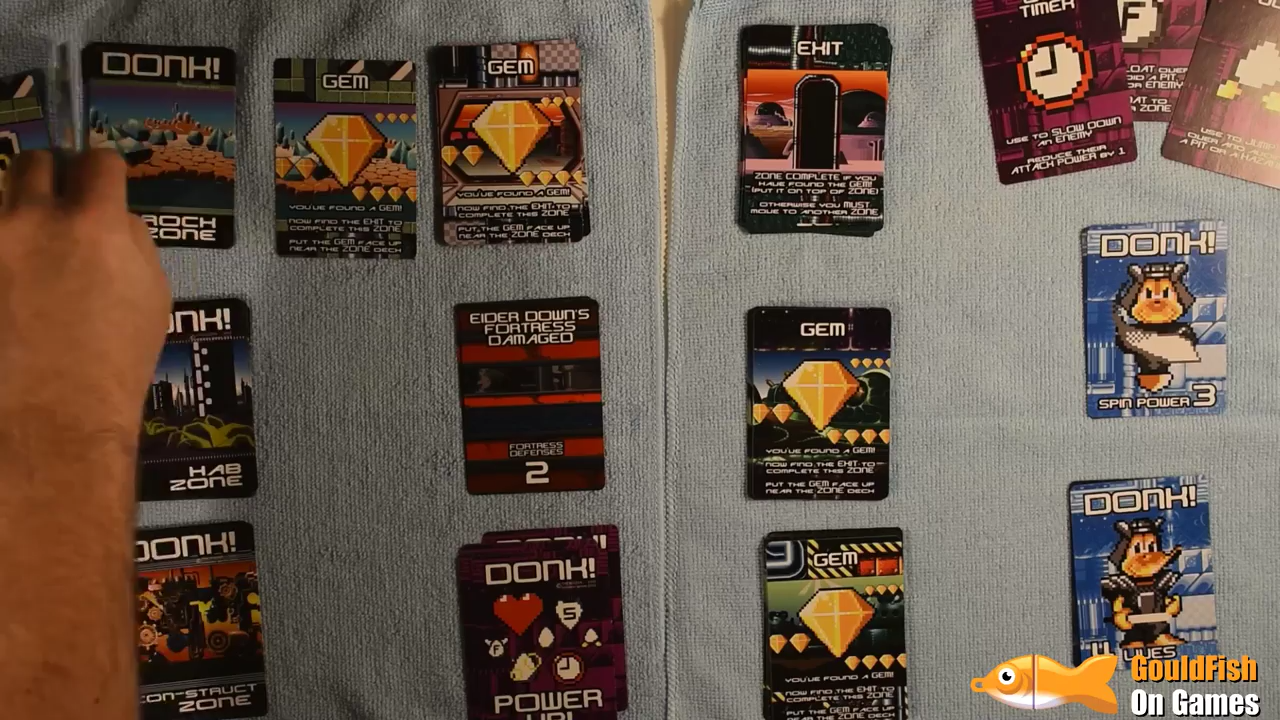 DONK!
ROCK
ZONE
GEM
YOU'VE FOUND A GEM!
NOW FIND THE EXIT TO
COMPLETE THIS ZONE
PUT THE GEM FACE UP
NEAR THE ZONE DECK
GEM
YOU'VE FOUND A GEM!
NOW FIND THE EXIT TO
COMPLETE THIS ZONE
PUT THE GEM FACE UP
NEAR THE ZONE DECK
EXIT
ZONE COMPLETE IF YOU
HAVE FOUND THE GEM!
(PUT IT ON TOP OF ZONE)
OTHERWISE YOU MUST
MOVE TO ANOTHER ZONE
TIMER
USE TO SLOW DOWN
AN ENEMY
REDUCE THEIR
ATTACK POWER BY 1
F
ONK!
HAB
ZONE
EIDER DOWN'S
FORTRESS
DAMAGED
FORTRESS
DEFENSES
2
GEM
YOU'VE FOUND A GEM!
NOW FIND THE EXIT TO
COMPLETE THIS ZONE
PUT THE GEM FACE UP
NEAR THE ZONE DECK
DONK!
SPIN POWER 3
DONK!
CON-STRUCT
ZONE
DONK!
S
F
POWER
UP!
GEM
YOU'VE FOUND A GEM!
NOW FIND THE EXIT TO
COMPLETE THIS ZONE
PUT THE GEM FACE UP
DONK!
LIVES
GouldFish
On Games